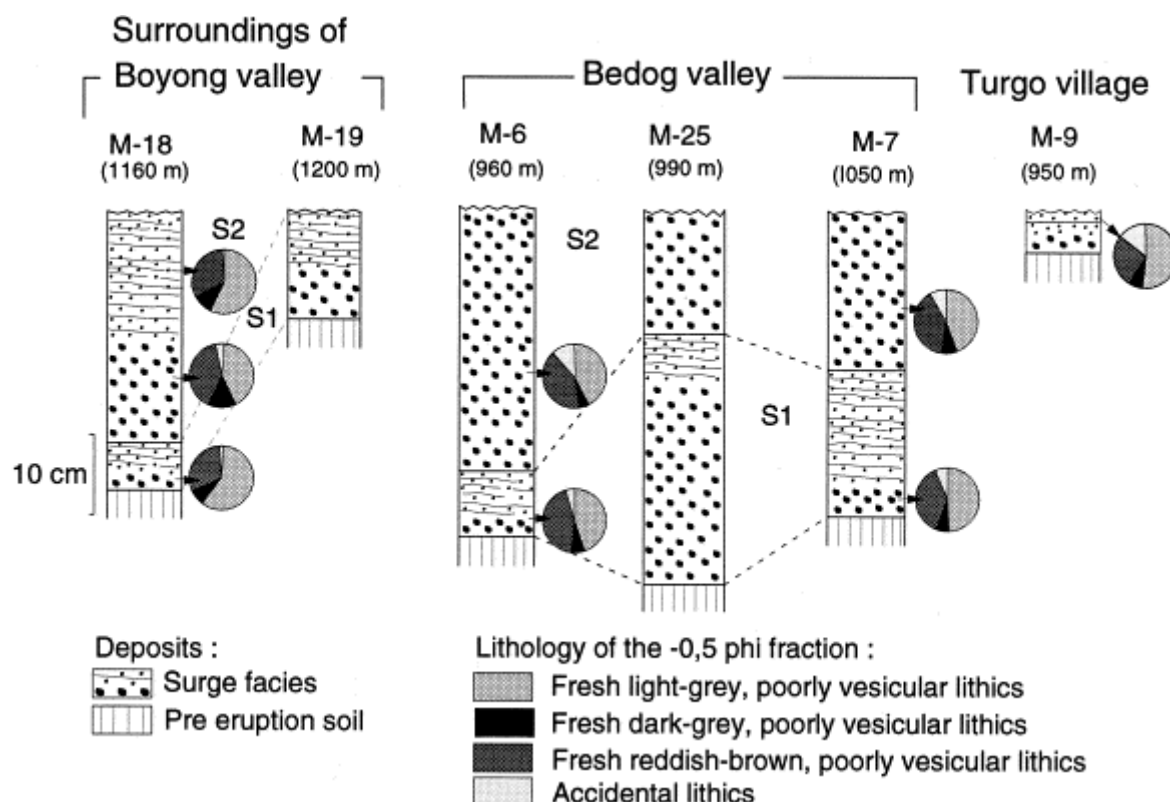 Surroundings of
Boyong valley
Bedog valley
Turgo village
M-18
(1160 m)
M-19
(1200 m)
M-6
(960 m)
M-25
(990 m)
M-7
(I050 m)
M-9
(950 m)
S2
S1
S2
S1
10 cm
Deposits :
Surge facies
Pre eruption soil
Lithology of the -0,5 phi fraction :
Fresh light-grey, poorly vesicular lithics
Fresh dark-grey, poorly vesicular lithics
Fresh reddish-brown, poorly vesicular lithics
Accidental lithics